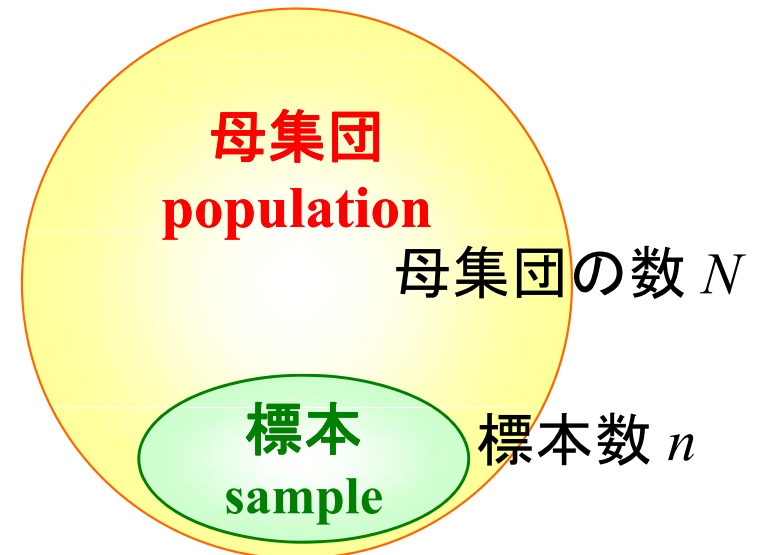 母集団
population
母集団の数 N
標本
sample
標本数 n